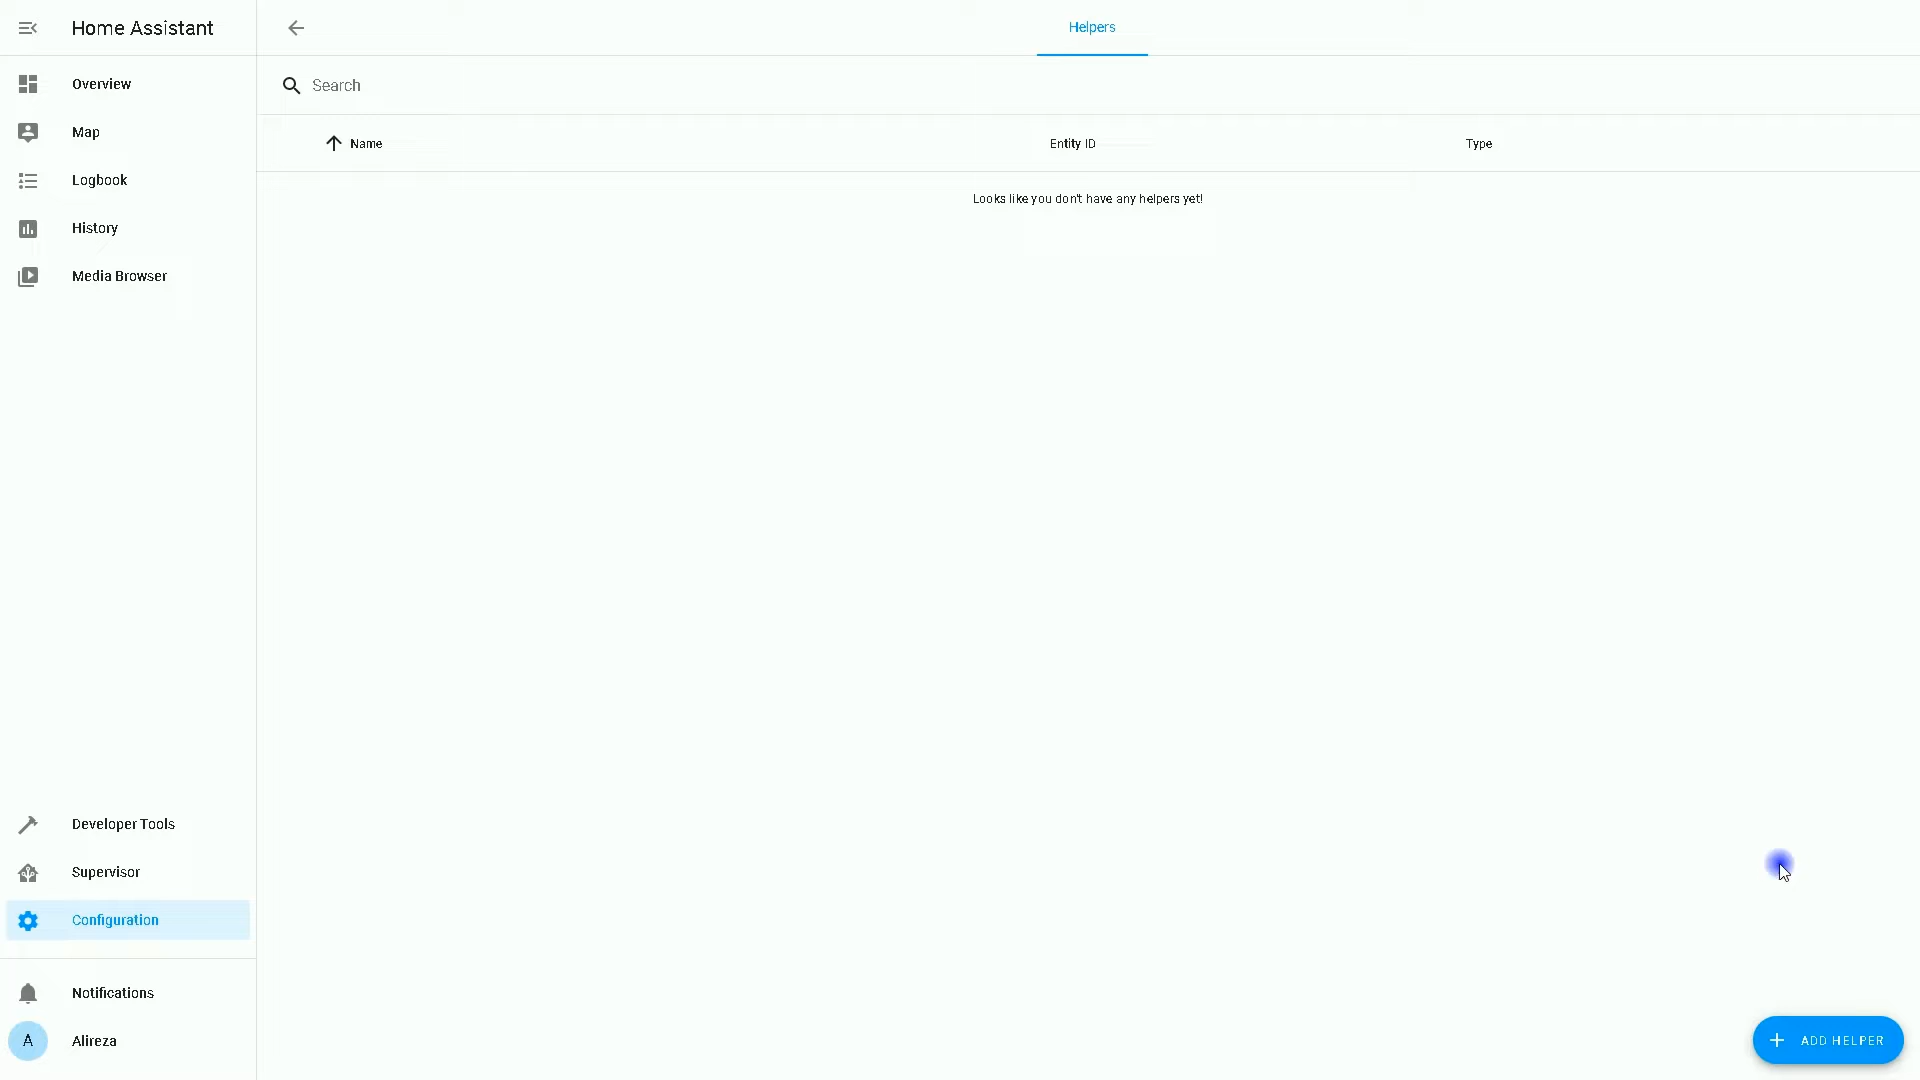 Home Assistant
Helpers
Overview
Search
Map
Name
Entity ID
Type
Logbook
Looks like you don't have any helpers yet!
History
Media Browser
Developer Tools
Supervisor
Configuration
Notifications
A
Alireza
ADD HELPER